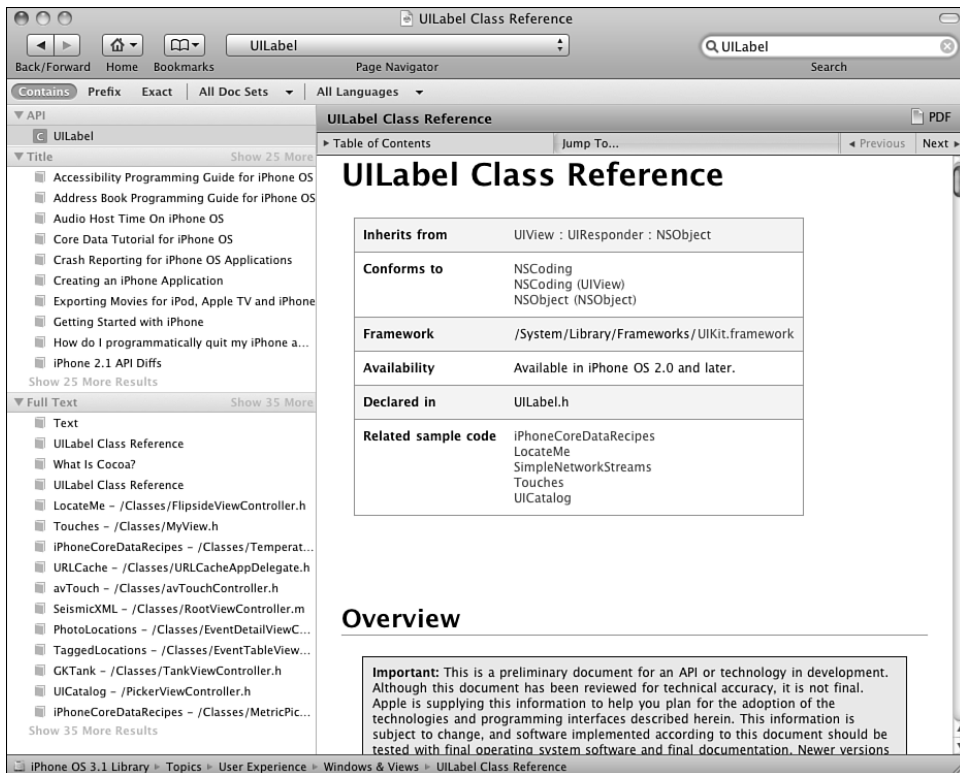 UILabel Class Reference
UILabel
UILabel
Back/Forward Home Bookmarks Page Navigator Search
Contains Prefix Exact All Doc Sets All Languages
API
C UILabel
Title Show 25 More
Accessibility Programming Guide for iPhone OS
Address Book Programming Guide for iPhone OS
Audio Host Time On iPhone OS
Core Data Tutorial for iPhone OS
Crash Reporting for iPhone OS Applications
Creating an iPhone Application
Exporting Movies for iPod, Apple TV and iPhone
Getting Started with iPhone
How do I programmatically quit my iPhone a...
iPhone 2.1 API Diffs
Show 25 More Results
Full Text Show 35 More
Text
UILabel Class Reference
What Is Cocoa?
UILabel Class Reference
LocateMe – /Classes/FlipsideViewController.h
Touches – /Classes/MyView.h
iPhoneCoreDataRecipes – /Classes/Temperat...
URLCache – /Classes/URLCacheAppDelegate.h
avTouch – /Classes/avTouchController.h
SeismicXML – /Classes/RootViewController.m
PhotoLocations – /Classes/EventDetailViewC...
TaggedLocations – /Classes/EventTableView...
GKTank – /Classes/TankViewController.h
UICatalog – /PickerViewController.h
iPhoneCoreDataRecipes – /Classes/MetricPic...
Show 35 More Results
UILabel Class Reference PDF
Table of Contents Jump To... Previous Next
UILabel Class Reference
Inherits from UIView : UIResponder : NSObject
Conforms to NSCoding
NSCoding (UIView)
NSObject (NSObject)
Framework /System/Library/Frameworks/UIKit.framework
Availability Available in iPhone OS 2.0 and later.
Declared in UILabel.h
Related sample code iPhoneCoreDataRecipes
LocateMe
SimpleNetworkStreams
Touches
UICatalog
Overview
Important: This is a preliminary document for an API or technology in development.
Although this document has been reviewed for technical accuracy, it is not final.
Apple is supplying this information to help you plan for the adoption of the
technologies and programming interfaces described herein. This information is
subject to change, and software implemented according to this document should be
tested with final operating system software and final documentation. Newer versions
iPhone OS 3.1 Library Topics User Experience Windows & Views UILabel Class Reference